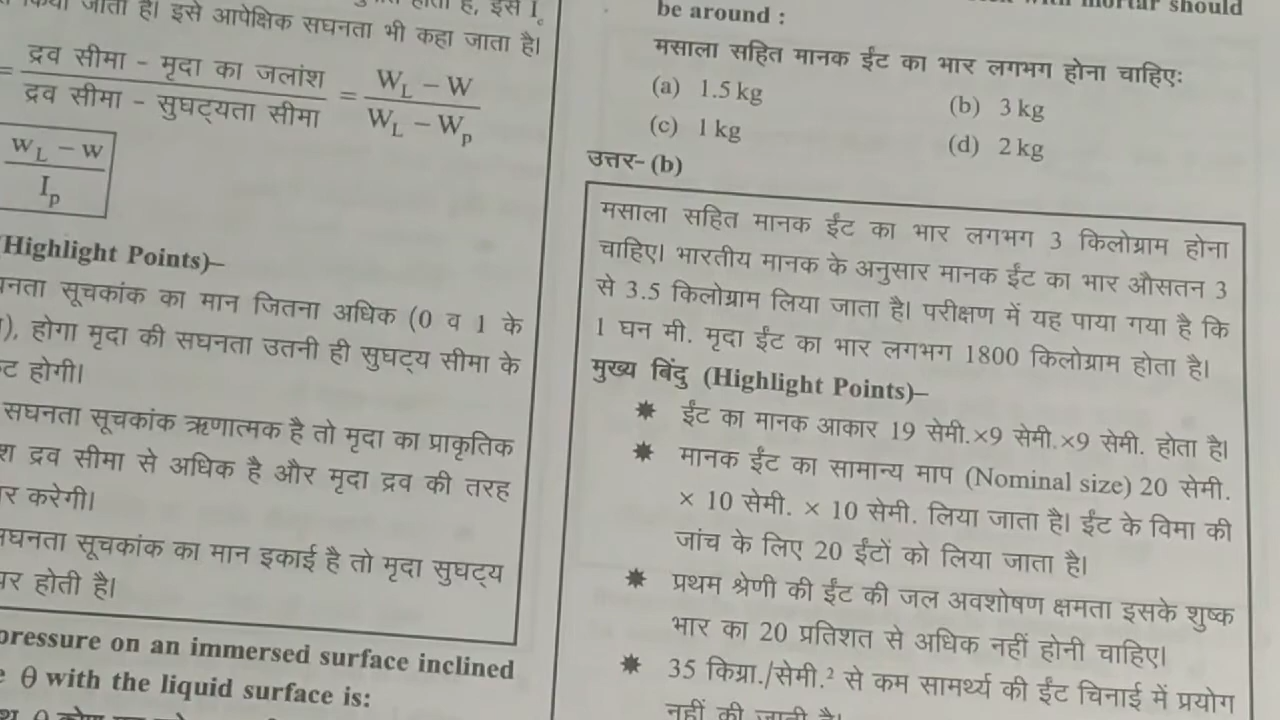 जाता है। इसे आपेक्षिक सघनता भी कहा जाता है।
= द्रव सीमा - मृदा का जलांश / द्रव सीमा - सुघट्यता सीमा = W_L - W / W_L - W_p
W_L - W / I_p
(Highlight Points)–
सूचकांक का मान जितना अधिक (0 व 1 के
), होगा मृदा की सघनता उतनी ही सुघट्य सीमा के
होगी।
सघनता सूचकांक ऋणात्मक है तो मृदा का प्राकृतिक
द्रव सीमा से अधिक है और मृदा द्रव की तरह
करेगी।
सूचकांक का मान इकाई है तो मृदा सुघट्य
पर होती है।
pressure on an immersed surface inclined
θ with the liquid surface is:
mortar should
be around :
मसाला सहित मानक ईंट का भार लगभग होना चाहिएः
(a) 1.5 kg (b) 3 kg
(c) 1 kg (d) 2 kg
उत्तर-(b)
मसाला सहित मानक ईंट का भार लगभग 3 किलोग्राम होना
चाहिए। भारतीय मानक के अनुसार मानक ईंट का भार औसतन 3
से 3.5 किलोग्राम लिया जाता है। परीक्षण में यह पाया गया है कि
1 घन मी. मृदा ईंट का भार लगभग 1800 किलोग्राम होता है।
मुख्य बिंदु (Highlight Points)–
✷ ईंट का मानक आकार 19 सेमी.×9 सेमी.×9 सेमी. होता है।
✷ मानक ईंट का सामान्य माप (Nominal size) 20 सेमी.
× 10 सेमी. × 10 सेमी. लिया जाता है। ईंट के विमा की
जांच के लिए 20 ईंटों को लिया जाता है।
✷ प्रथम श्रेणी की ईंट की जल अवशोषण क्षमता इसके शुष्क
भार का 20 प्रतिशत से अधिक नहीं होनी चाहिए।
✷ 35 किग्रा./सेमी.² से कम सामर्थ्य की ईंट चिनाई में प्रयोग
नहीं की जाती है।